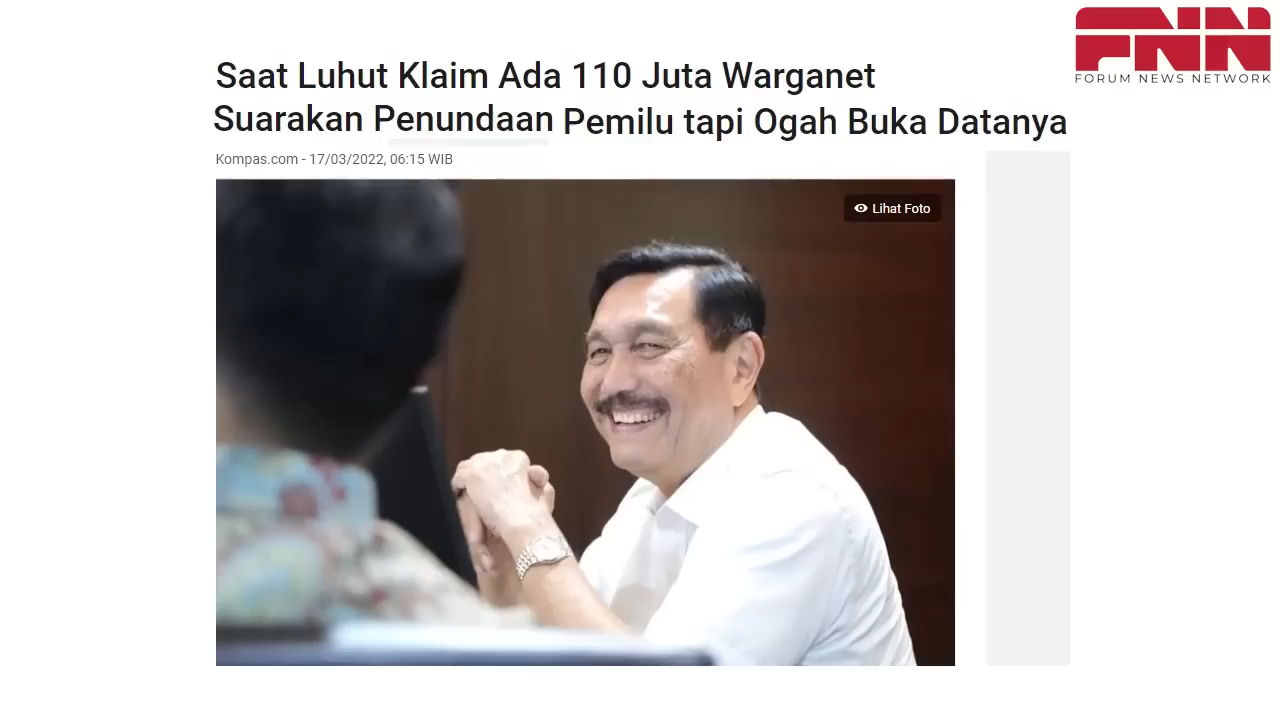 FNN
FORUM NEWS NETWORK
Saat Luhut Klaim Ada 110 Juta Warganet
Suarakan Penundaan Pemilu tapi Ogah Buka Datanya
Kompas.com - 17/03/2022, 06:15 WIB
Lihat Foto